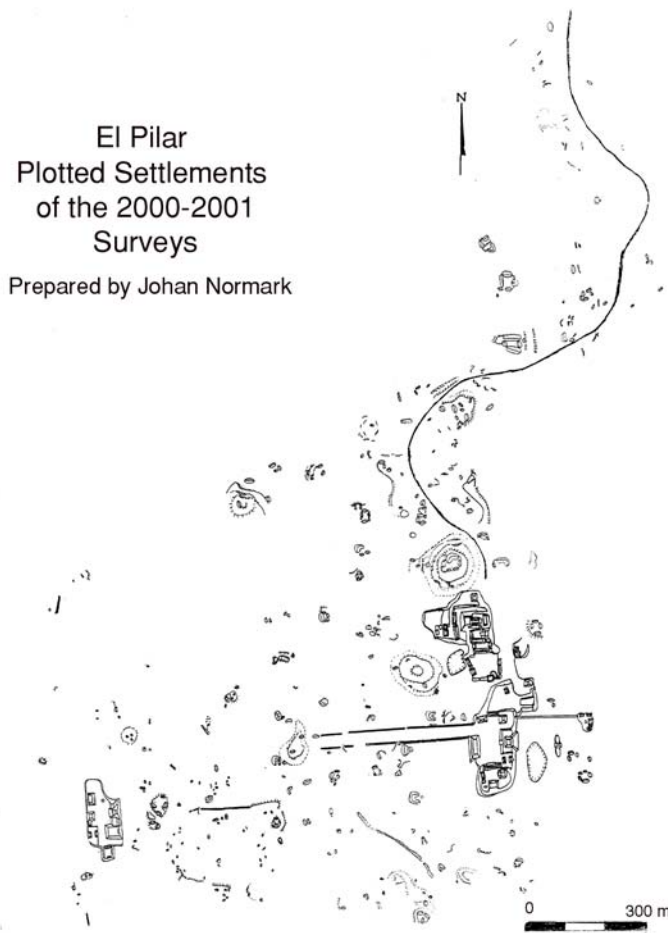 El Pilar
Plotted Settlements
of the 2000-2001
Surveys
Prepared by Johan Normark
N
0 300 m